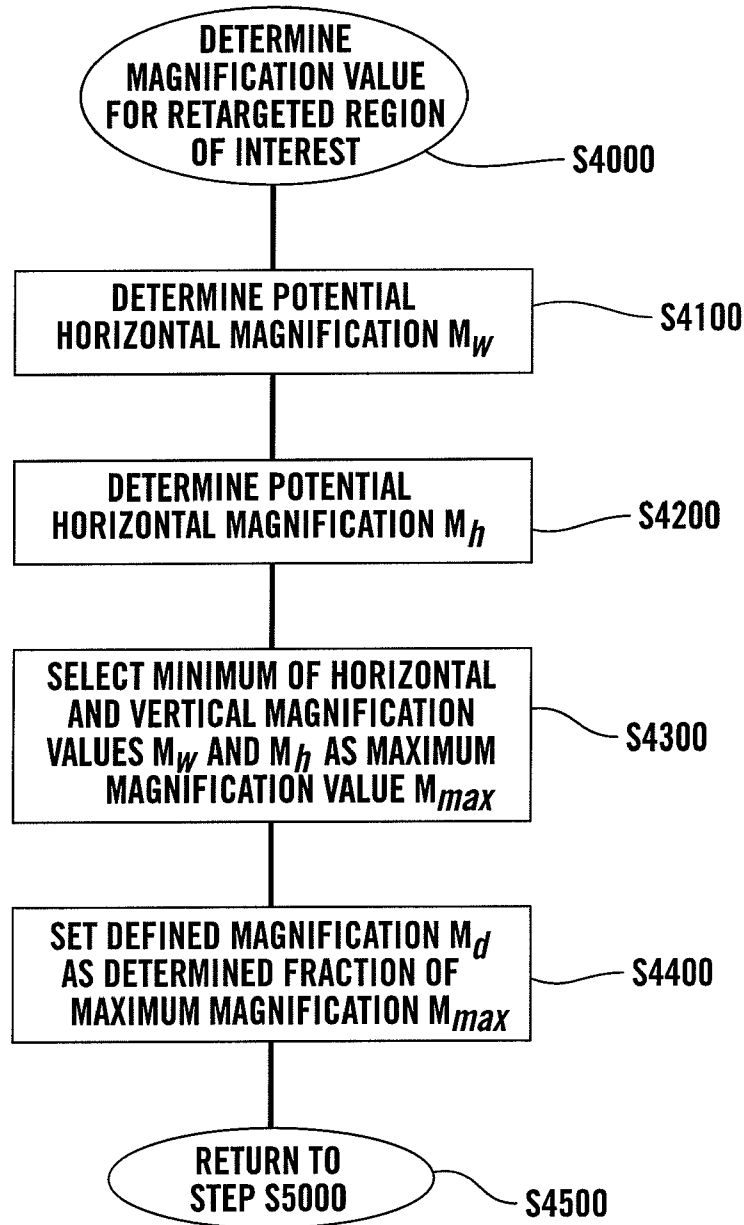 DETERMINE
MAGNIFICATION VALUE
FOR RETARGETED REGION
OF INTEREST
S4000
DETERMINE POTENTIAL
HORIZONTAL MAGNIFICATION Mw
S4100
DETERMINE POTENTIAL
HORIZONTAL MAGNIFICATION Mh
S4200
SELECT MINIMUM OF HORIZONTAL
AND VERTICAL MAGNIFICATION
VALUES Mw AND Mh AS MAXIMUM
MAGNIFICATION VALUE Mmax
S4300
SET DEFINED MAGNIFICATION Md
AS DETERMINED FRACTION OF
MAXIMUM MAGNIFICATION Mmax
S4400
RETURN TO
STEP S5000
S4500